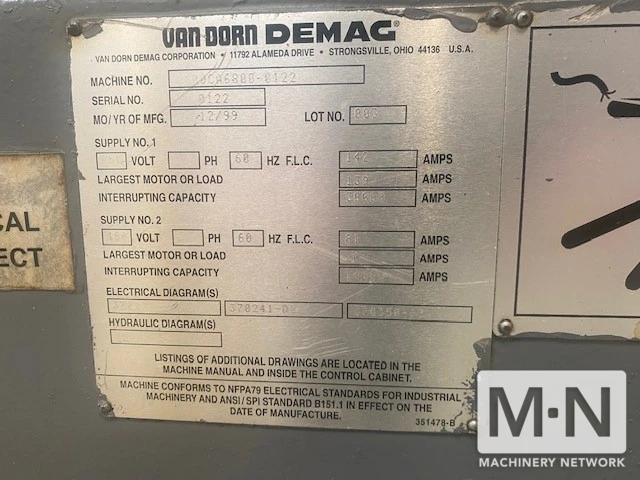 VAN DORN DEMAG®
VAN DORN DEMAG CORPORATION • 11792 ALAMEDA DRIVE • STRONGSVILLE, OHIO 44136 U.S.A.
MACHINE NO.
SERIAL NO. 0122
MO/YR OF MFG. 12/99 LOT NO.
SUPPLY NO. 1
VOLT PH 60 HZ F.L.C. 142 AMPS
LARGEST MOTOR OR LOAD AMPS
INTERRUPTING CAPACITY AMPS
SUPPLY NO. 2
VOLT PH 60 HZ F.L.C. AMPS
LARGEST MOTOR OR LOAD AMPS
INTERRUPTING CAPACITY AMPS
ELECTRICAL DIAGRAM(S)
HYDRAULIC DIAGRAM(S)
LISTINGS OF ADDITIONAL DRAWINGS ARE LOCATED IN THE
MACHINE MANUAL AND INSIDE THE CONTROL CABINET.
MACHINE CONFORMS TO NFPA79 ELECTRICAL STANDARDS FOR INDUSTRIAL
MACHINERY AND ANSI/SPI STANDARD B151.1 IN EFFECT ON THE
DATE OF MANUFACTURE.
351478-B
CAL
ECT
M·N
MACHINERY NETWORK